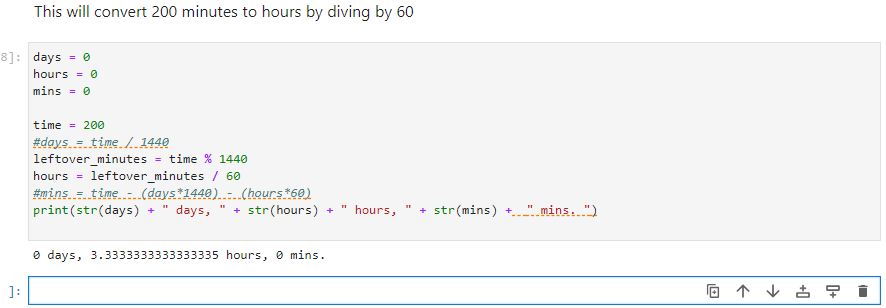 This will convert 200 minutes to hours by diving by 60
8]:
days = 0
hours = 0
mins = 0
time = 200
#days = time / 1440
leftover_minutes = time % 1440
hours = leftover_minutes / 60
#mins = time - (days*1440) - (hours*60)
print(str(days) + " days, " + str(hours) + " hours, " + str(mins) +  " mins. ")
0 days, 3.3333333333333335 hours, 0 mins.
]: